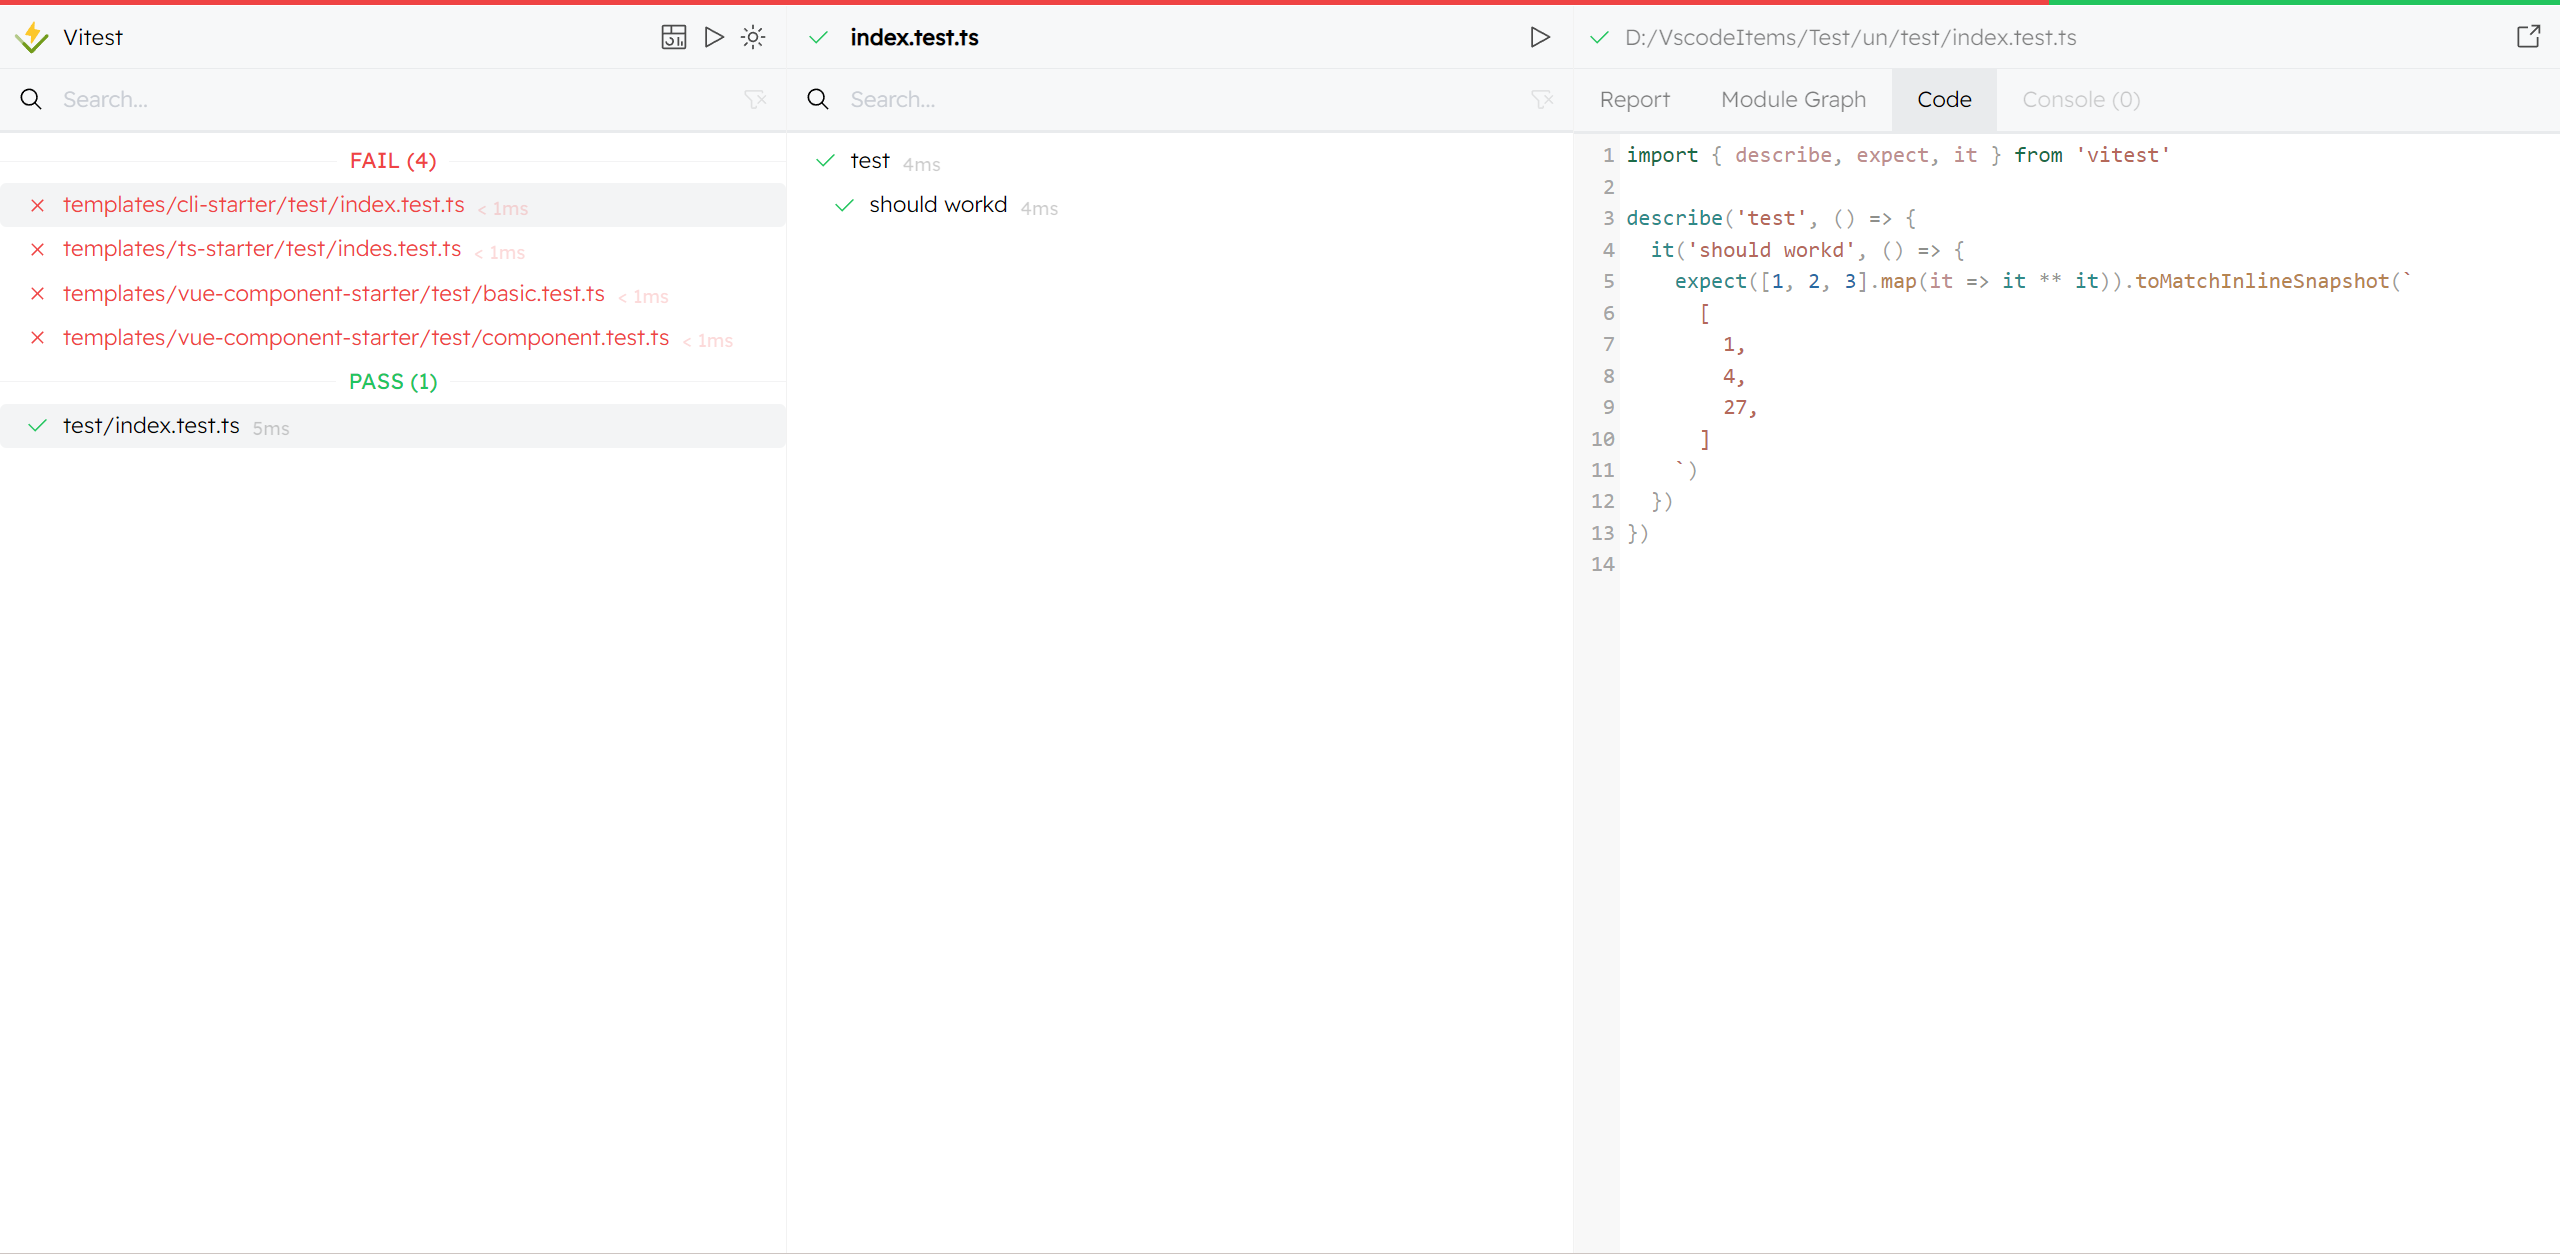 Vitest
Search...
FAIL (4)
templates/cli-starter/test/index.test.ts < 1ms
templates/ts-starter/test/indes.test.ts < 1ms
templates/vue-component-starter/test/basic.test.ts < 1ms
templates/vue-component-starter/test/component.test.ts < 1ms
PASS (1)
test/index.test.ts 5ms
index.test.ts
Search...
test 4ms
should workd 4ms
D:/VscodeItems/Test/un/test/index.test.ts
Report Module Graph Code Console (0)
1 import { describe, expect, it } from 'vitest'
2
3 describe('test', () => {
4   it('should workd', () => {
5     expect([1, 2, 3].map(it => it ** it)).toMatchInlineSnapshot(`
6       [
7         1,
8         4,
9         27,
10       ]
11     `)
12   })
13 })
14